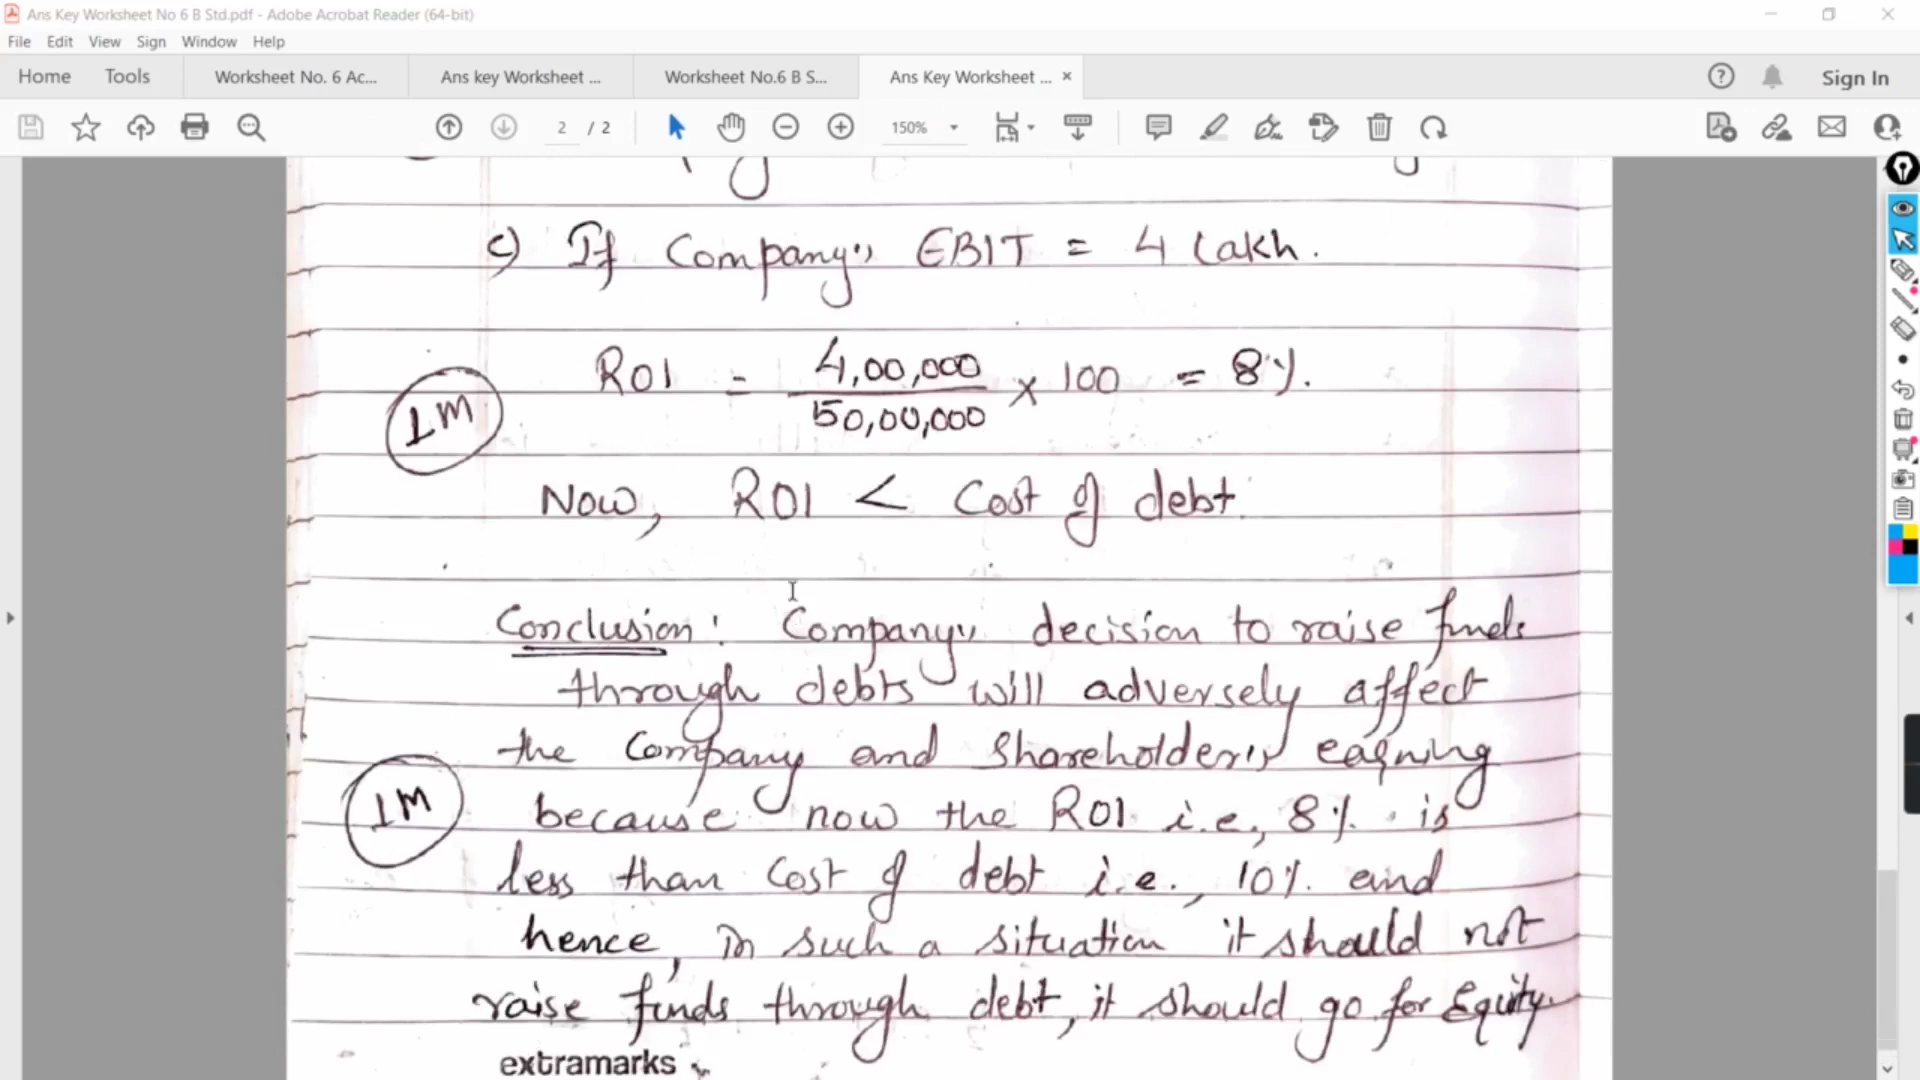 Ans Key Worksheet No 6 B Std.pdf - Adobe Acrobat Reader (64-bit)
File Edit View Sign Window Help
Home Tools Worksheet No. 6 Ac... Ans key Worksheet ... Worksheet No.6 B S... Ans Key Worksheet ... × Sign In
2 / 2 150%
c) If Company's EBIT = 4 Lakh.
ROI = 4,00,000 / 50,00,000 × 100 = 8%.
1M
Now, ROI < Cost of debt.
Conclusion: Company's decision to raise funds
through debts will adversely affect
the Company and Shareholder's earning
1M
because now the ROI i.e, 8% is
less than Cost of debt i.e., 10% and
hence, in such a situation it should not
raise funds through debt, it should go for Equity.
extramarks